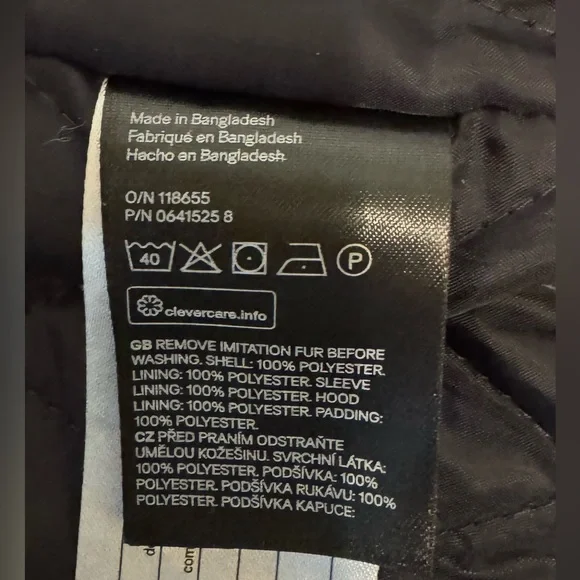 Made in Bangladesh
Fabriqué en Bangladesh
Hecho en Bangladesh
O/N 118655
P/N 0641525 8
40 P
clevercare.info
GB REMOVE IMITATION FUR BEFORE
WASHING. SHELL: 100% POLYESTER.
LINING: 100% POLYESTER. SLEEVE
LINING: 100% POLYESTER. HOOD
LINING: 100% POLYESTER. PADDING:
100% POLYESTER.
CZ PŘED PRANÍM ODSTRAŇTE
UMĚLOU KOŽEŠINU. SVRCHNÍ LÁTKA:
100% POLYESTER. PODŠÍVKA: 100%
POLYESTER. PODŠÍVKA RUKÁVU: 100%
POLYESTER. PODŠÍVKA KAPUCE: